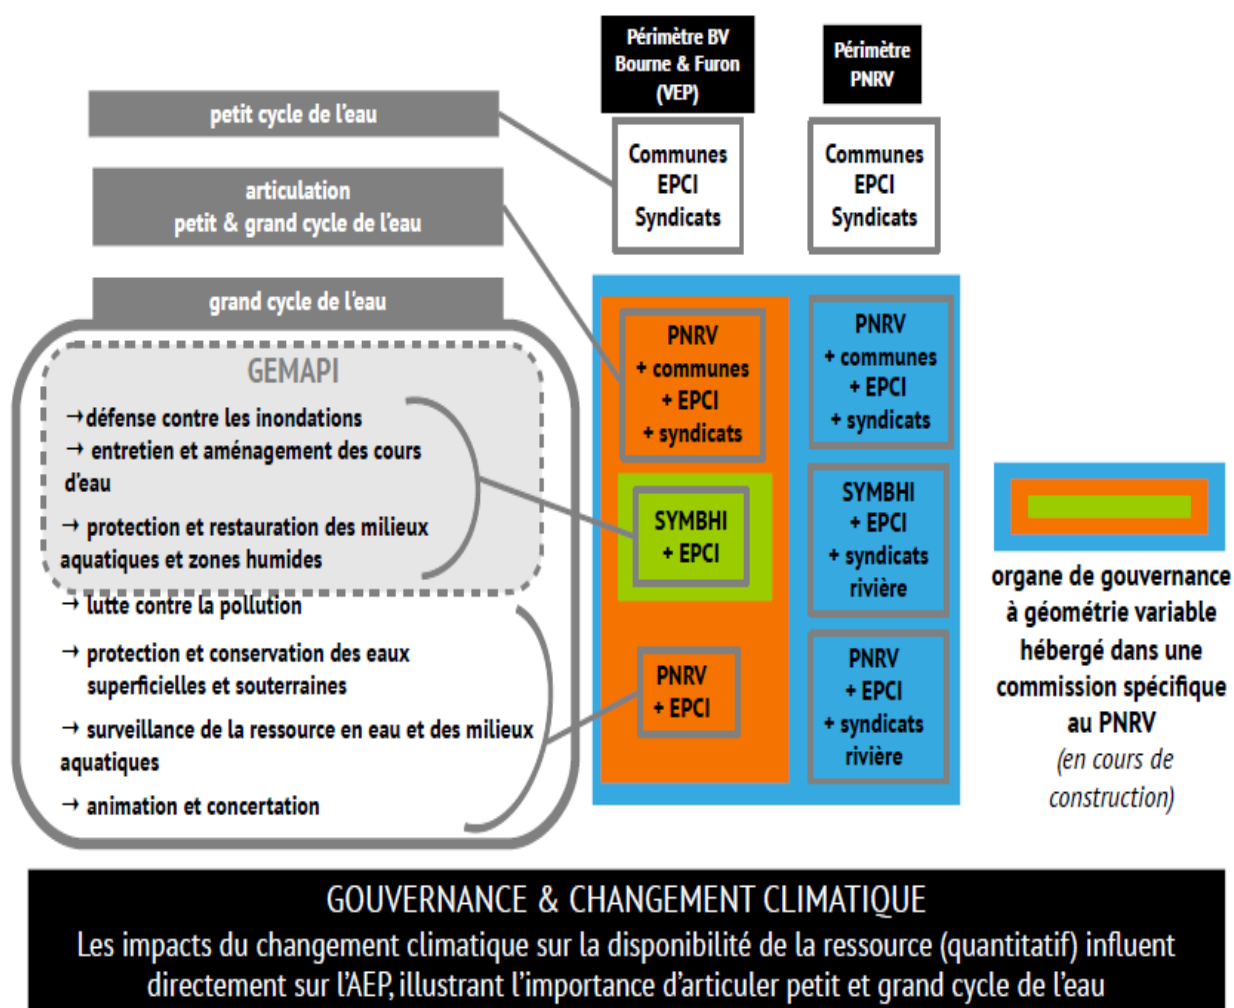 Périmètre BV
Bourne & Furon
(VEP)
Périmètre
PNRV
petit cycle de l'eau
Communes
EPCI
Syndicats
Communes
EPCI
Syndicats
articulation
petit & grand cycle de l'eau
grand cycle de l'eau
GEMAPI
→ défense contre les inondations
→ entretien et aménagement des cours
d'eau
→ protection et restauration des milieux
aquatiques et zones humides
→ lutte contre la pollution
→ protection et conservation des eaux
superficielles et souterraines
→ surveillance de la ressource en eau et des milieux
aquatiques
→ animation et concertation
PNRV
+ communes
+ EPCI
+ syndicats
PNRV
+ communes
+ EPCI
+ syndicats
SYMBHI
+ EPCI
SYMBHI
+ EPCI
+ syndicats
rivière
PNRV
+ EPCI
PNRV
+ EPCI
+ syndicats
rivière
organe de gouvernance
à géométrie variable
hébergé dans une
commission spécifique
au PNRV
(en cours de
construction)
GOUVERNANCE & CHANGEMENT CLIMATIQUE
Les impacts du changement climatique sur la disponibilité de la ressource (quantitatif) influent
directement sur l'AEP, illustrant l'importance d'articuler petit et grand cycle de l'eau